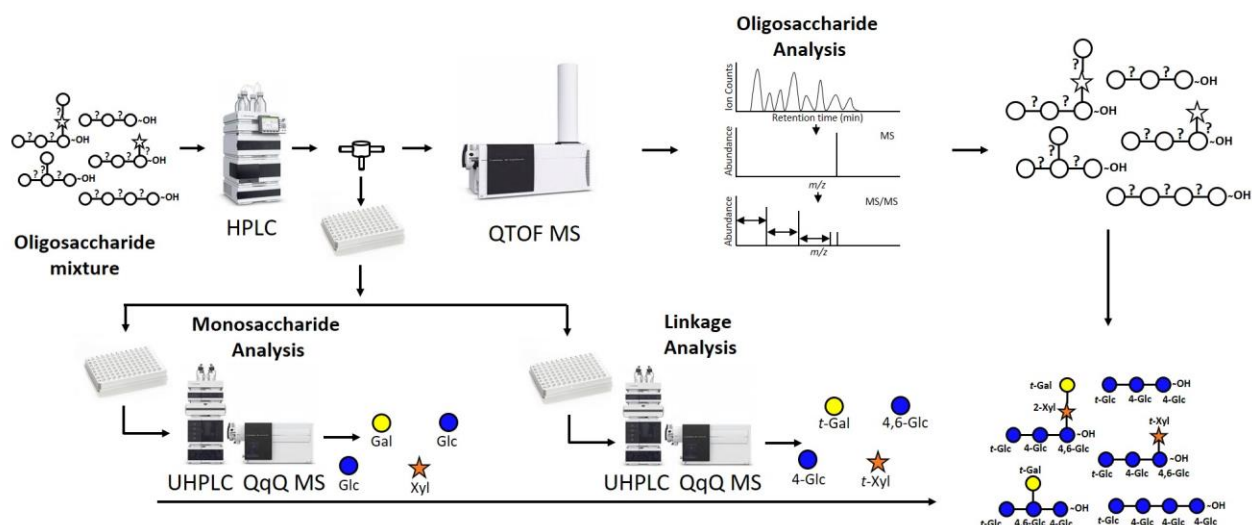 Oligosaccharide
mixture
? ? ? ~OH
? ? ~OH
? ? ? ~OH
? ? ? ~OH
? ? ? ~OH
HPLC
QTOF MS
Oligosaccharide
Analysis
Ion Counts
Retention time (min)
Abundance
MS
m/z
Abundance
MS/MS
m/z
? ? ? ? ~OH
? ? ~OH
? ? ? ~OH
? ? ? ~OH
? ? ? ~OH
Monosaccharide
Analysis
UHPLC QqQ MS
Gal
Glc
Glc
Xyl
Linkage
Analysis
UHPLC QqQ MS
t-Gal
4,6-Glc
4-Glc
t-Xyl
t-Gal
2-Xyl
~OH
t-Glc 4-Glc 4,6-Glc
~OH
t-Glc 4-Glc 4-Glc
t-Xyl
~OH
t-Glc 4-Glc 4,6-Glc
t-Gal
~OH
t-Glc 4,6-Glc 4-Glc
~OH
t-Glc 4-Glc 4-Glc 4-Glc